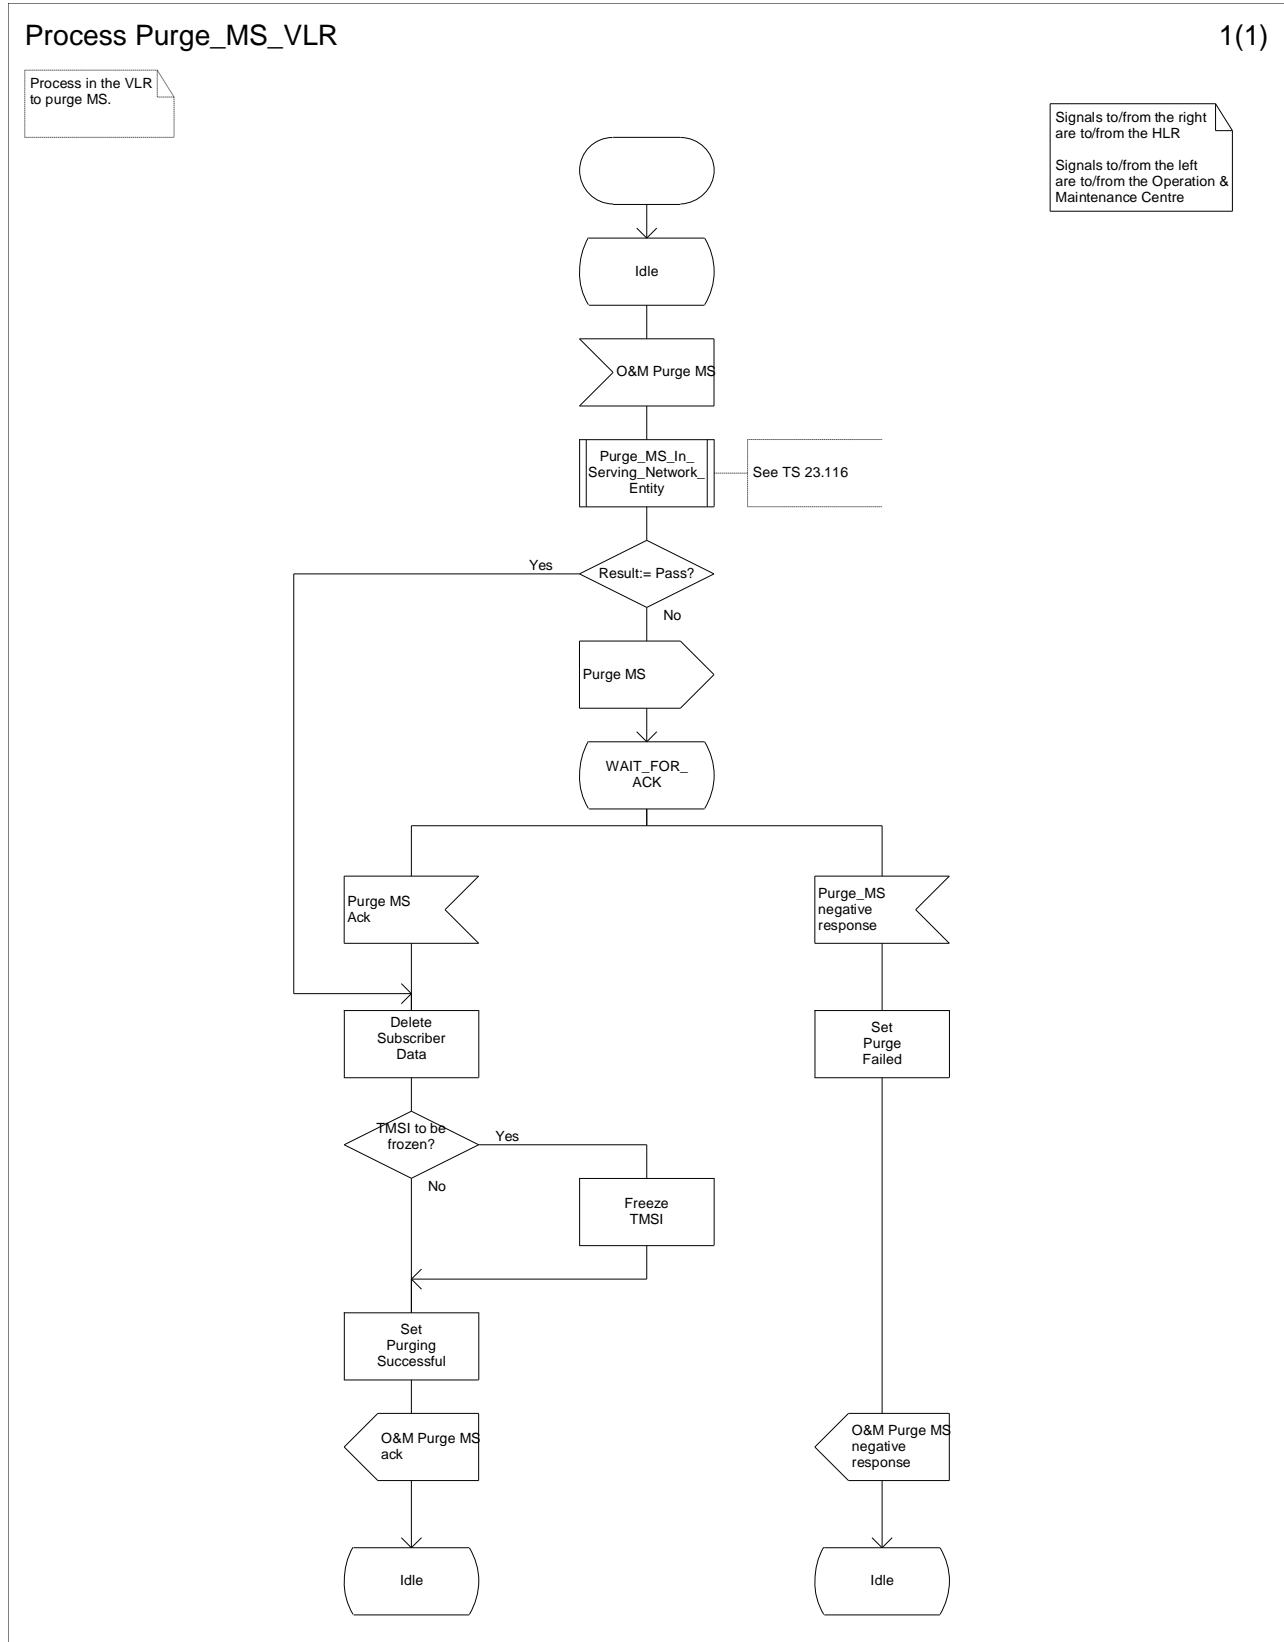 Process Purge_MS_VLR
1(1)
Process in the VLR
to purge MS.
Signals to/from the right
are to/from the HLR
Signals to/from the left
are to/from the Operation &
Maintenance Centre
Idle
O&M Purge MS
Purge_MS_In_
Serving_Network_
Entity
See TS 23.116
Yes
Result:= Pass?
No
Purge MS
WAIT_FOR_
ACK
Purge MS
Ack
Purge_MS
negative
response
Delete
Subscriber
Data
Set
Purge
Failed
TMSI to be
frozen?
Yes
No
Freeze
TMSI
Set
Purging
Successful
O&M Purge MS
ack
O&M Purge MS
negative
response
Idle
Idle